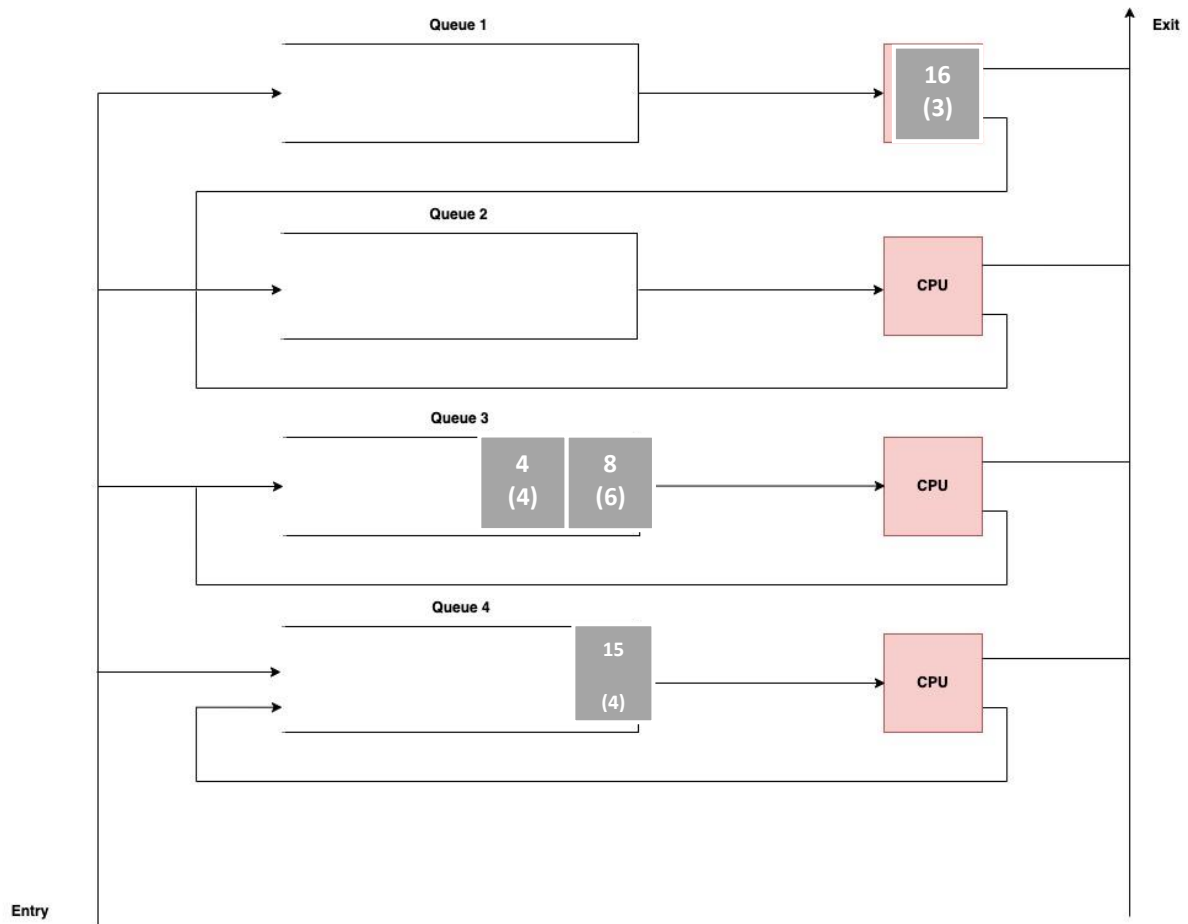 Queue 1
Exit
16
(3)
Queue 2
CPU
Queue 3
4
(4)
8
(6)
CPU
Queue 4
15
(4)
CPU
Entry